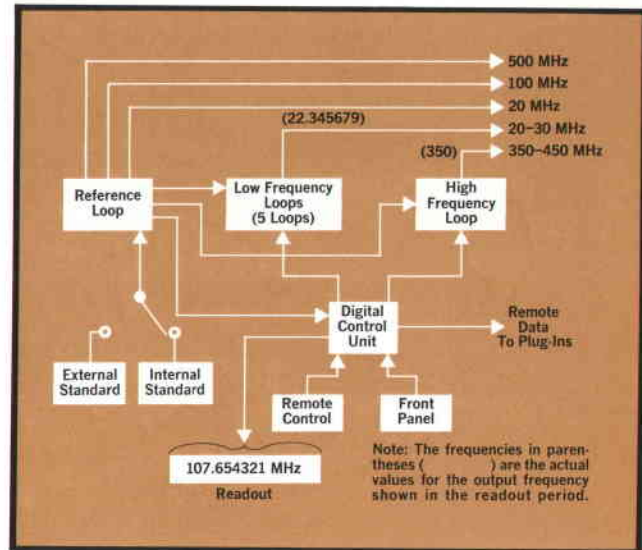 500 MHz
100 MHz
20 MHz
(22.345679)
20–30 MHz
(350)
350–450 MHz
Reference
Loop
Low Frequency
Loops
(5 Loops)
High
Frequency
Loop
Digital
Control
Unit
Remote
Data
To Plug-Ins
External
Standard
Internal
Standard
Remote
Control
Front
Panel
107.654321 MHz
Readout
Note: The frequencies in paren-
theses ( ) are the actual
values for the output frequency
shown in the readout period.